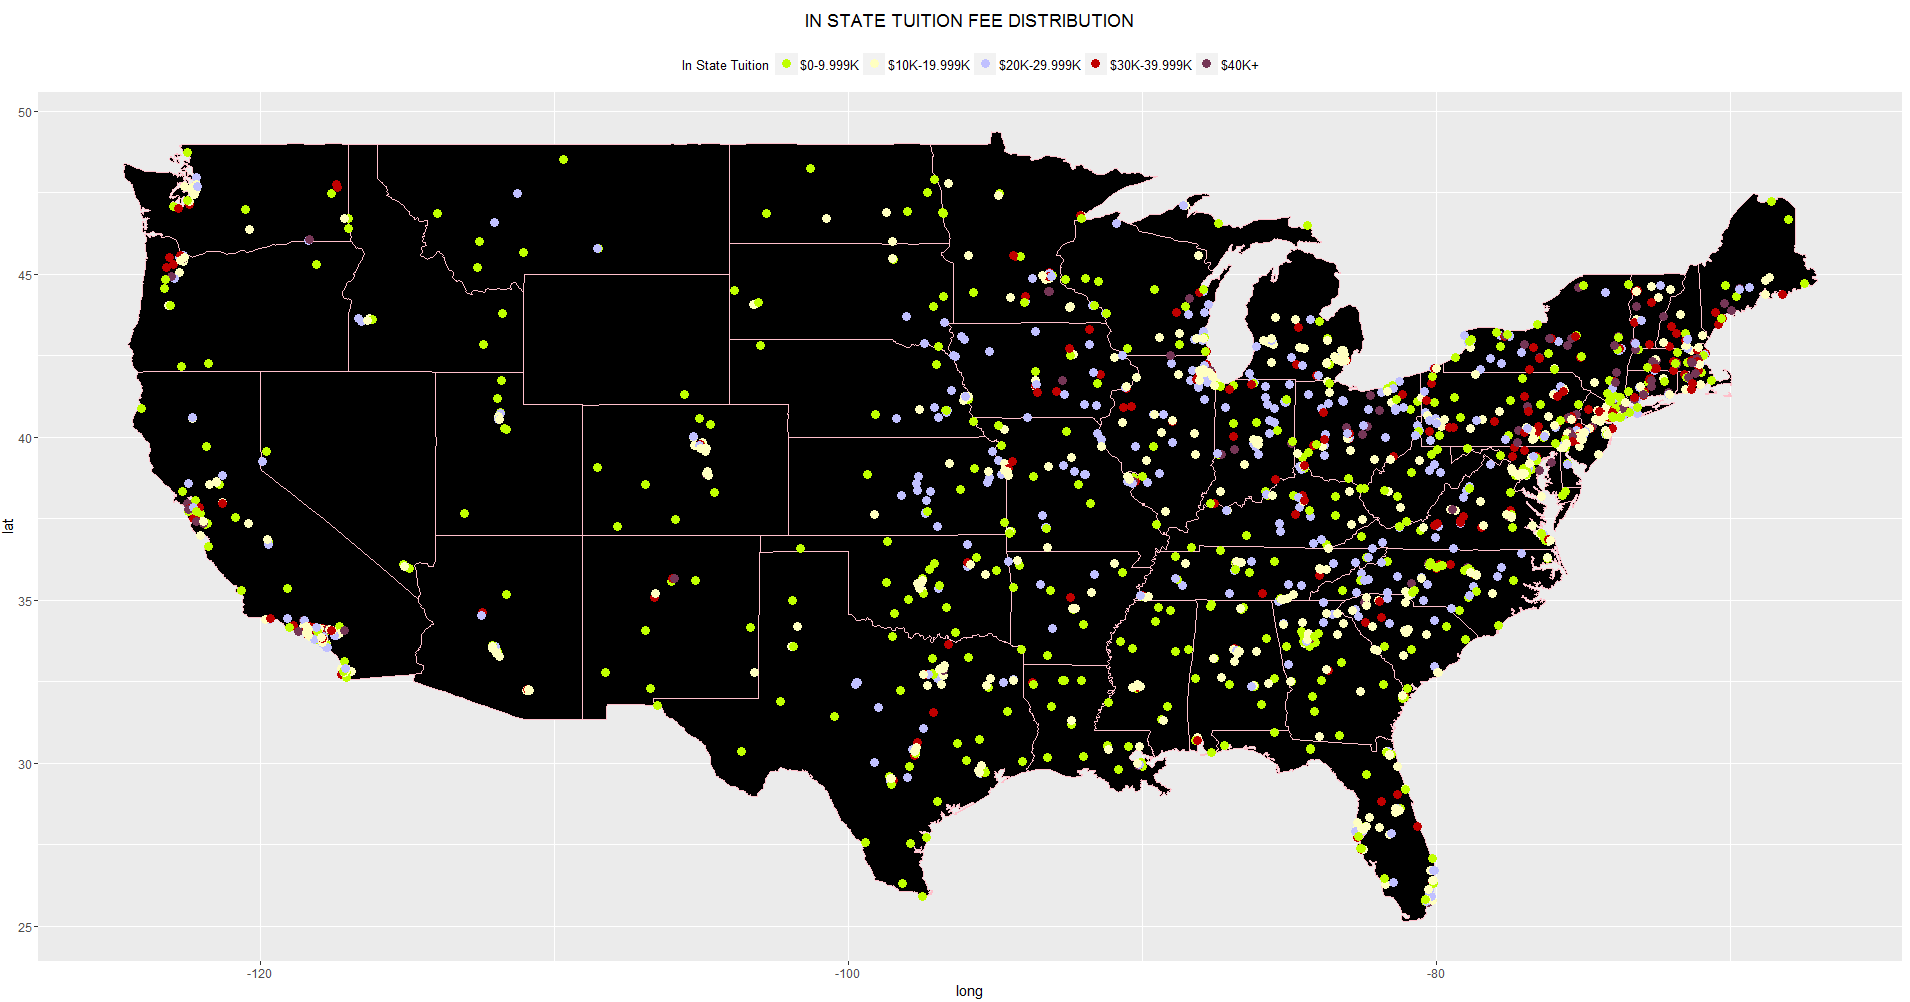 IN STATE TUITION FEE DISTRIBUTION
In State Tuition $0-9.999K $10K-19.999K $20K-29.999K $30K-39.999K $40K+
50
45
40
35
30
25
lat
-120 -100 -80
long